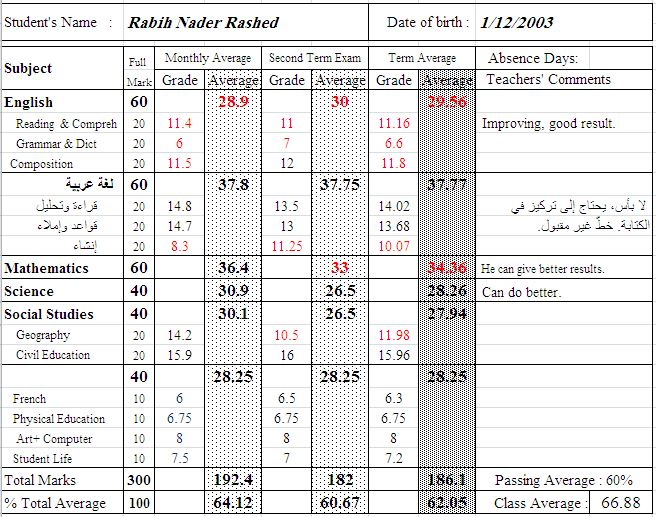 Student's Name : Rabih Nader Rashed Date of birth : 1/12/2003
Subject Full Mark Monthly Average Second Term Exam Term Average Absence Days:
Grade Average Grade Average Grade Average Teachers' Comments
English 60 28.9 30 29.56
Reading & Compreh 20 11.4 11 11.16 Improving, good result.
Grammar & Dict 20 6 7 6.6
Composition 20 11.5 12 11.8
لغة عربية 60 37.8 37.75 37.77
قراءة وتحليل 20 14.8 13.5 14.02 لا بأس، يحتاج إلى تركيز في
قواعد وإملاء 20 14.7 13 13.68 الكتابة. خطّ غير مقبول.
إنشاء 20 8.3 11.25 10.07
Mathematics 60 36.4 33 34.36 He can give better results.
Science 40 30.9 26.5 28.26 Can do better.
Social Studies 40 30.1 26.5 27.94
Geography 20 14.2 10.5 11.98
Civil Education 20 15.9 16 15.96
40 28.25 28.25 28.25
French 10 6 6.5 6.3
Physical Education 10 6.75 6.75 6.75
Art+ Computer 10 8 8 8
Student Life 10 7.5 7 7.2
Total Marks 300 192.4 182 186.1 Passing Average : 60%
% Total Average 100 64.12 60.67 62.05 Class Average : 66.88